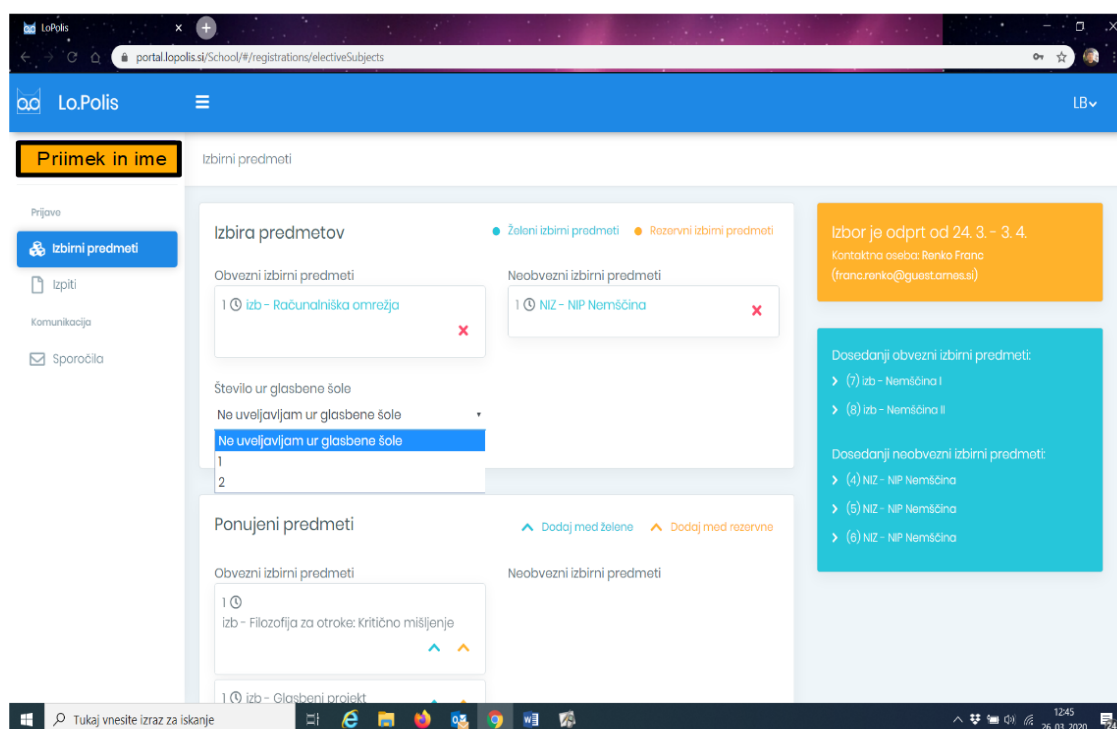 LoPolis
portal.lopolis.si/School/#/registrations/electiveSubjects
Lo.Polis
LB
Priimek in ime
Izbirni predmeti
Prijave
Izbirni predmeti
Izpiti
Komunikacija
Sporočila
Izbira predmetov
Želeni izbirni predmeti
Rezervni izbirni predmeti
Obvezni izbirni predmeti
1 izb - Računalniška omrežja
Neobvezni izbirni predmeti
1 NIZ - NIP Nemščina
Število ur glasbene šole
Ne uveljavljam ur glasbene šole
Ne uveljavljam ur glasbene šole
1
2
Ponujeni predmeti
Dodaj med želene
Dodaj med rezervne
Obvezni izbirni predmeti
Neobvezni izbirni predmeti
1
izb - Filozofija za otroke: Kritično mišljenje
1 izb - Glasbeni projekt
Izbor je odprt od 24. 3. - 3. 4.
Kontaktna oseba: Renko Franc
(franc.renko@guest.arnes.si)
Dosedanji obvezni izbirni predmeti:
(7) izb - Nemščina I
(8) izb - Nemščina II
Dosedanji neobvezni izbirni predmeti:
(4) NIZ - NIP Nemščina
(5) NIZ - NIP Nemščina
(6) NIZ - NIP Nemščina
Tukaj vnesite izraz za iskanje
12:45
26. 03. 2020
24